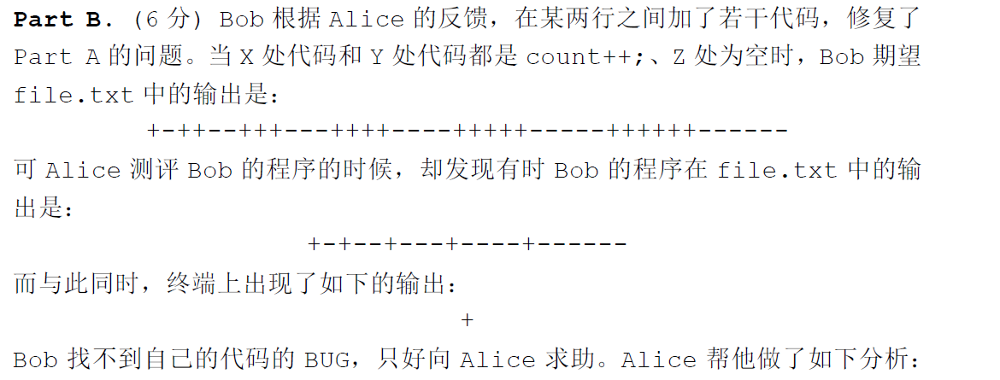 Part B. (6 分) Bob 根据 Alice 的反馈，在某两行之间加了若干代码，修复了
Part A 的问题。当 X 处代码和 Y 处代码都是 count++;、Z 处为空时，Bob 期望
file.txt 中的输出是：
+-++--+++---++++----+++++-----++++++------
可 Alice 测评 Bob 的程序的时候，却发现有时 Bob 的程序在 file.txt 中的输
出是：
+-+--+---+----+------
而与此同时，终端上出现了如下的输出：
+
Bob 找不到自己的代码的 BUG，只好向 Alice 求助。Alice 帮他做了如下分析：